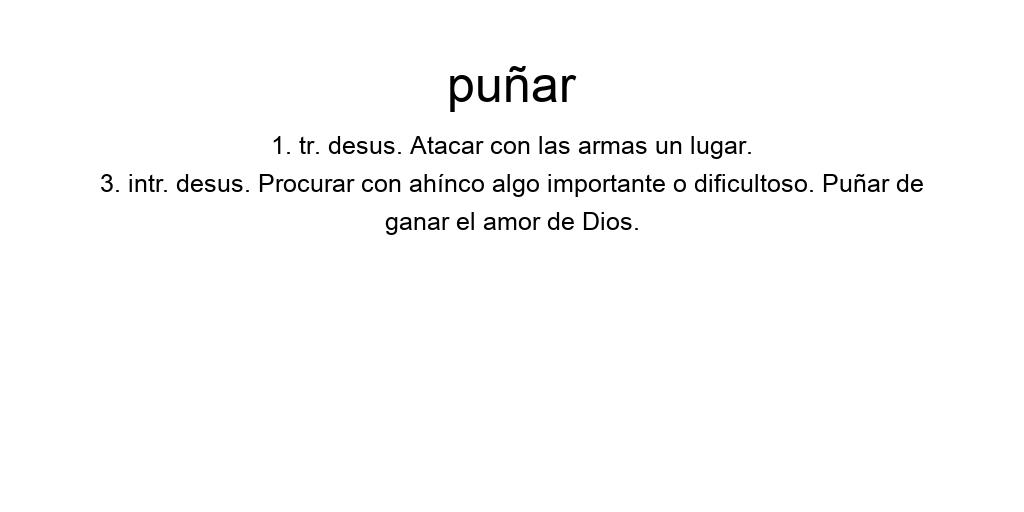 puñar
1. tr. desus. Atacar con las armas un lugar.
3. intr. desus. Procurar con ahínco algo importante o dificultoso. Puñar de
ganar el amor de Dios.